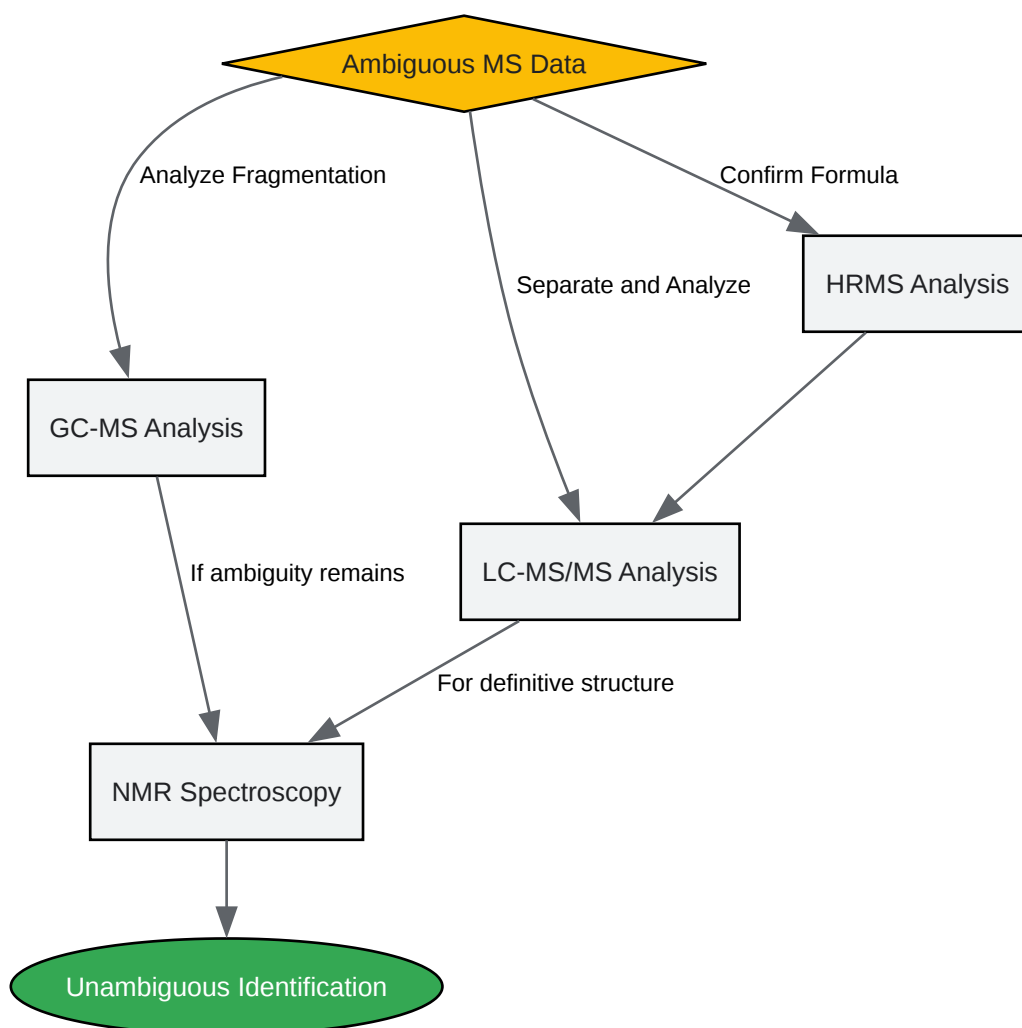 Ambiguous MS Data
Analyze Fragmentation
Confirm Formula
Separate and Analyze
HRMS Analysis
GC-MS Analysis
If ambiguity remains
LC-MS/MS Analysis
For definitive structure
NMR Spectroscopy
Unambiguous Identification